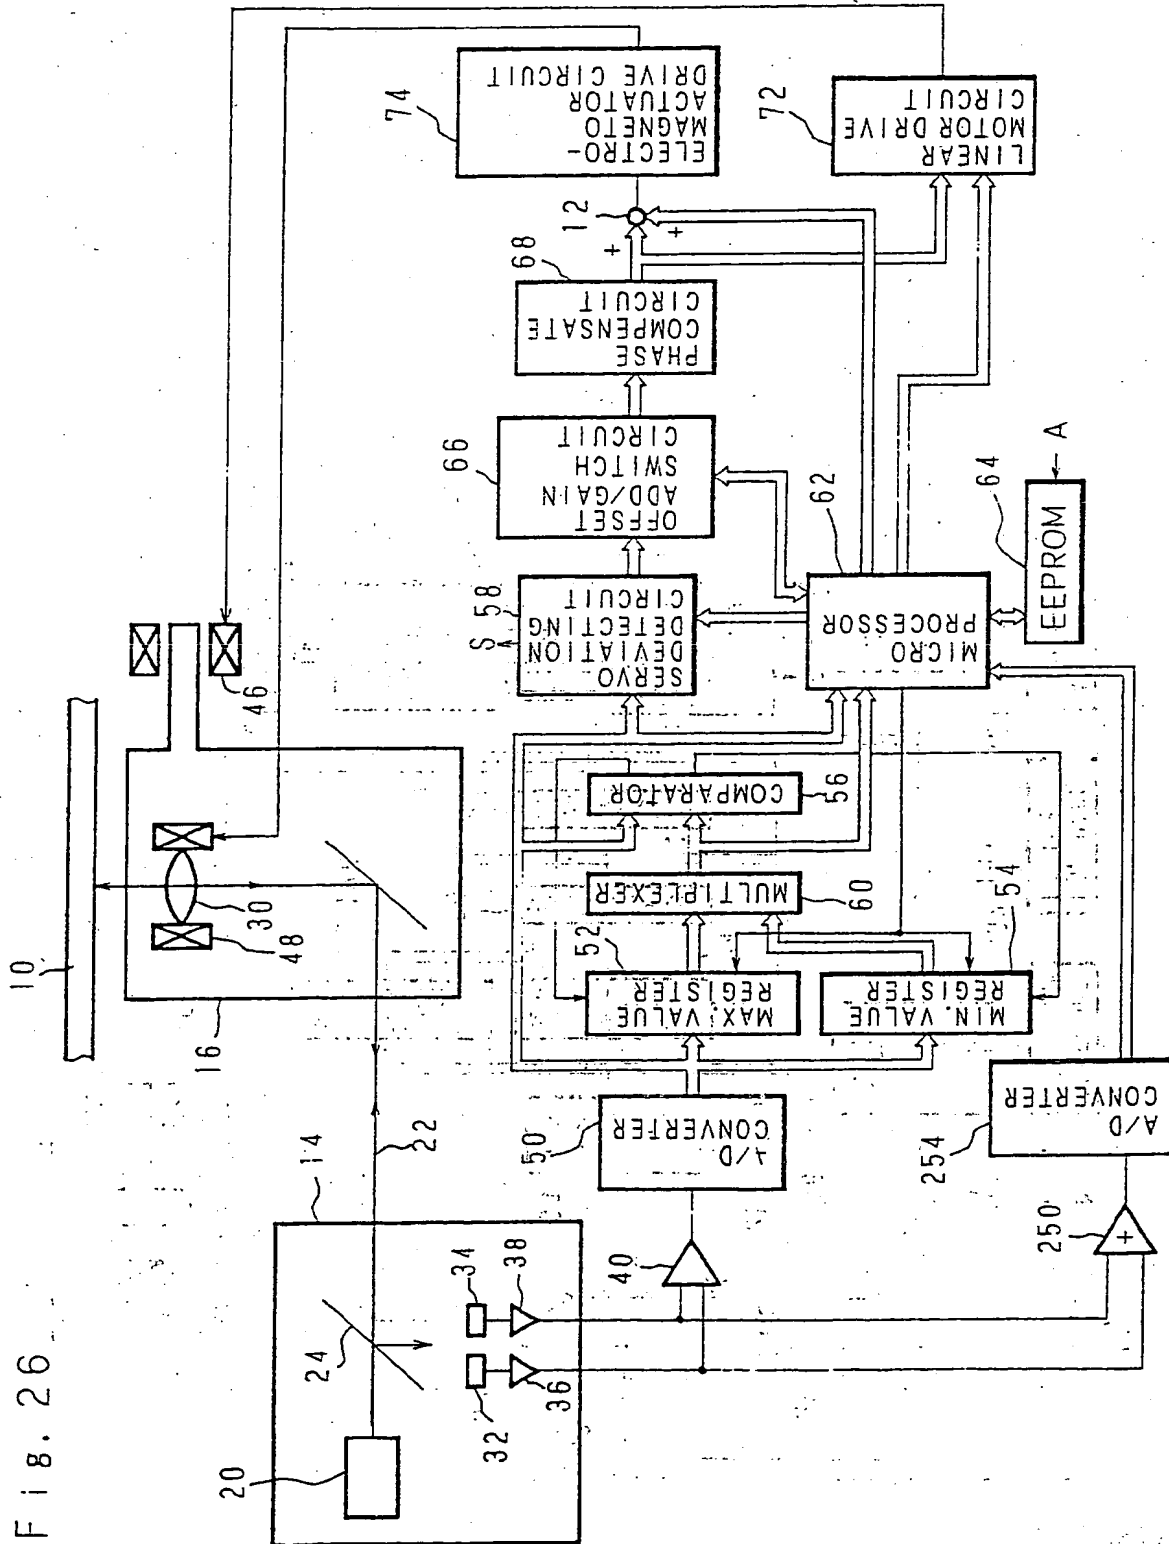 Fig. 26
10
16
48
30
46
14
22
24
20
34
38
32
36
40
50
A/D
CONVERTER
52
MAX. VALUE
REGISTER
54
MIN. VALUE
REGISTER
MULTIPLEXER
60
COMPARATOR
56
S
58
SERVO
DEVIATION
DETECTING
CIRCUIT
62
MICRO
PROCESSOR
64
EEPROM
A
66
OFFSET
ADD/GAIN
SWITCH
CIRCUIT
68
PHASE
COMPENSATE
CIRCUIT
12
+
+
74
ELECTRO-
MAGNETO
ACTUATOR
DRIVE CIRCUIT
72
LINEAR
MOTOR DRIVE
CIRCUIT
250
+
254
A/D
CONVERTER